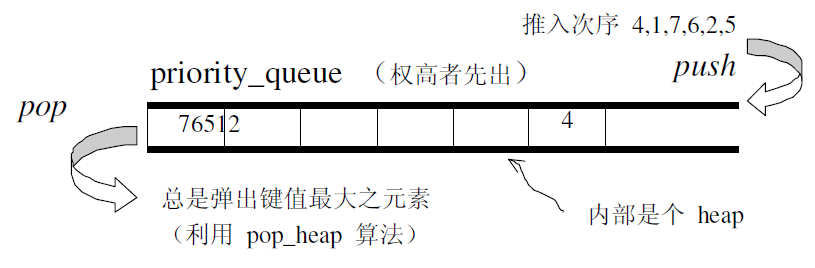 推入次序 4,1,7,6,2,5
priority_queue （权高者先出）
push
pop
76512
4
总是弹出键值最大之元素
（利用 pop_heap 算法）
内部是个 heap